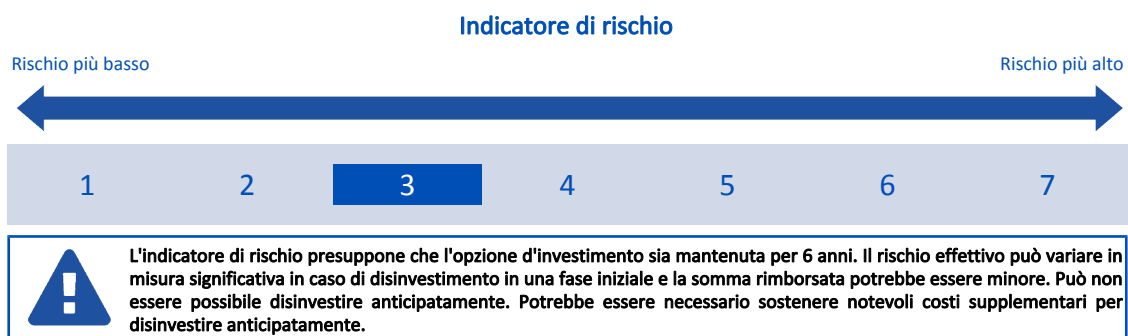 Indicatore di rischio
Rischio più basso Rischio più alto
1 2 3 4 5 6 7
L'indicatore di rischio presuppone che l'opzione d'investimento sia mantenuta per 6 anni. Il rischio effettivo può variare in
misura significativa in caso di disinvestimento in una fase iniziale e la somma rimborsata potrebbe essere minore. Può non
essere possibile disinvestire anticipatamente. Potrebbe essere necessario sostenere notevoli costi supplementari per
disinvestire anticipatamente.